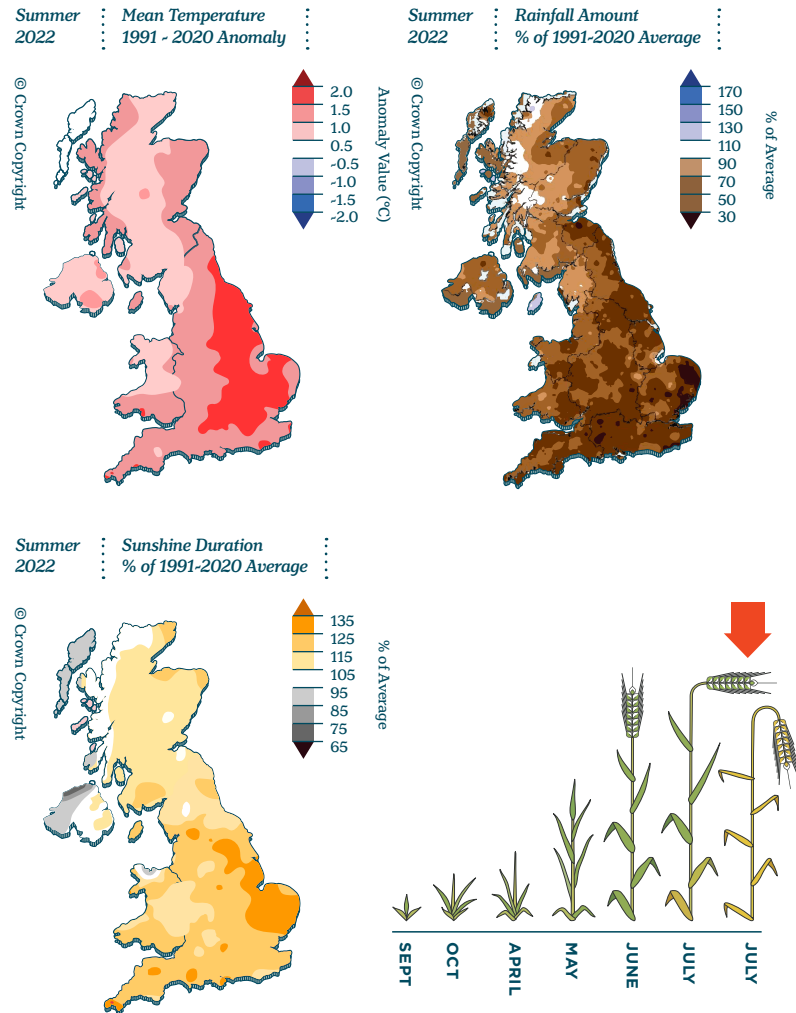 Summer
2022
Mean Temperature
1991 - 2020 Anomaly
© Crown Copyright
2.0
1.5
1.0
0.5
-0.5
-1.0
-1.5
-2.0
Anomaly Value (°C)
Summer
2022
Rainfall Amount
% of 1991-2020 Average
© Crown Copyright
170
150
130
110
90
70
50
30
% of Average
Summer
2022
Sunshine Duration
% of 1991-2020 Average
© Crown Copyright
135
125
115
105
95
85
75
65
% of Average
SEPT
OCT
APRIL
MAY
JUNE
JULY
JULY